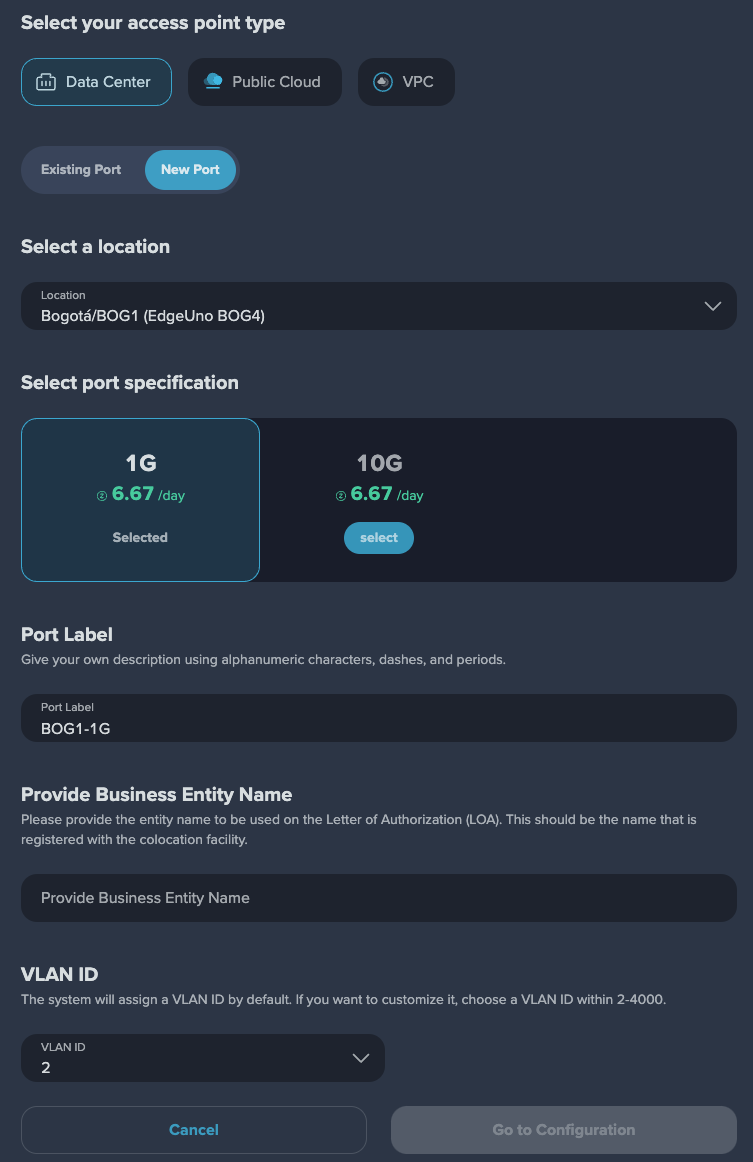 Select your access point type
Data Center
Public Cloud
VPC
Existing Port
New Port
Select a location
Location
Bogotá/BOG1 (EdgeUno BOG4)
Select port specification
1G
6.67 /day
Selected
10G
6.67 /day
select
Port Label
Give your own description using alphanumeric characters, dashes, and periods.
Port Label
BOG1-1G
Provide Business Entity Name
Please provide the entity name to be used on the Letter of Authorization (LOA). This should be the name that is
registered with the colocation facility.
Provide Business Entity Name
VLAN ID
The system will assign a VLAN ID by default. If you want to customize it, choose a VLAN ID within 2-4000.
VLAN ID
2
Cancel
Go to Configuration